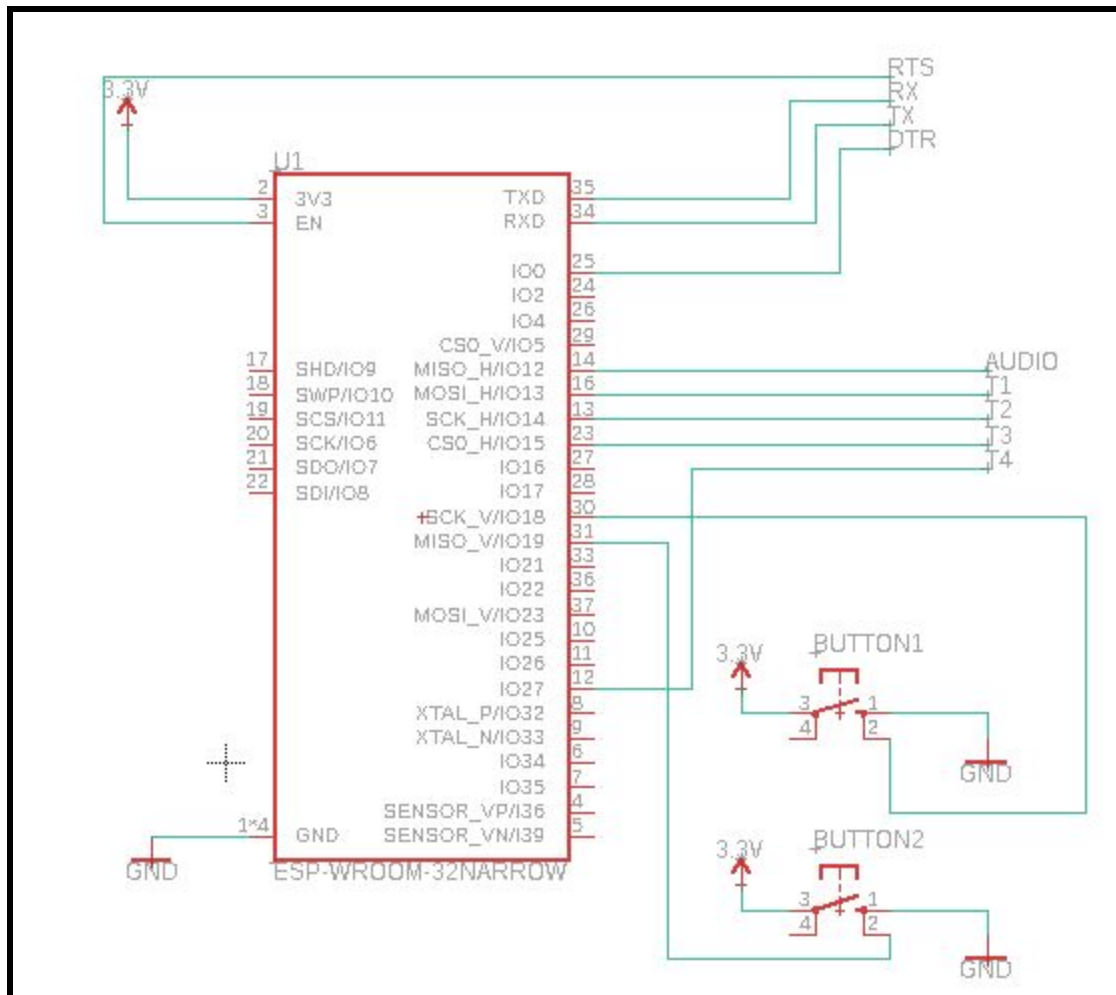 RTS
RX
TX
DTR
3.3V
U1
2 3V3 TXD 35
3 EN RXD 34
IO0 25
IO2 24
IO4 26
CS0_V/IO5 29
17 SHD/IO9 MISO_H/IO12 14 AUDIO
18 SWP/IO10 MOSI_H/IO13 16 T1
19 SCS/IO11 SCK_H/IO14 13 T2
20 SCK/IO6 CS0_H/IO15 23 T3
21 SDO/IO7 IO16 27 T4
22 SDI/IO8 IO17 28
SCK_V/IO18 30
MISO_V/IO19 31
IO21 33
IO22 36
MOSI_V/IO23 37
IO25 10
IO26 11
IO27 12
XTAL_P/IO32 8
XTAL_N/IO33 9
IO34 6
IO35 7
SENSOR_VP/I36 4
1*4 GND SENSOR_VN/I39 5
GND
ESP-WROOM-32NARROW
BUTTON1
3.3V
3 1
4 2
GND
BUTTON2
3.3V
3 1
4 2
GND